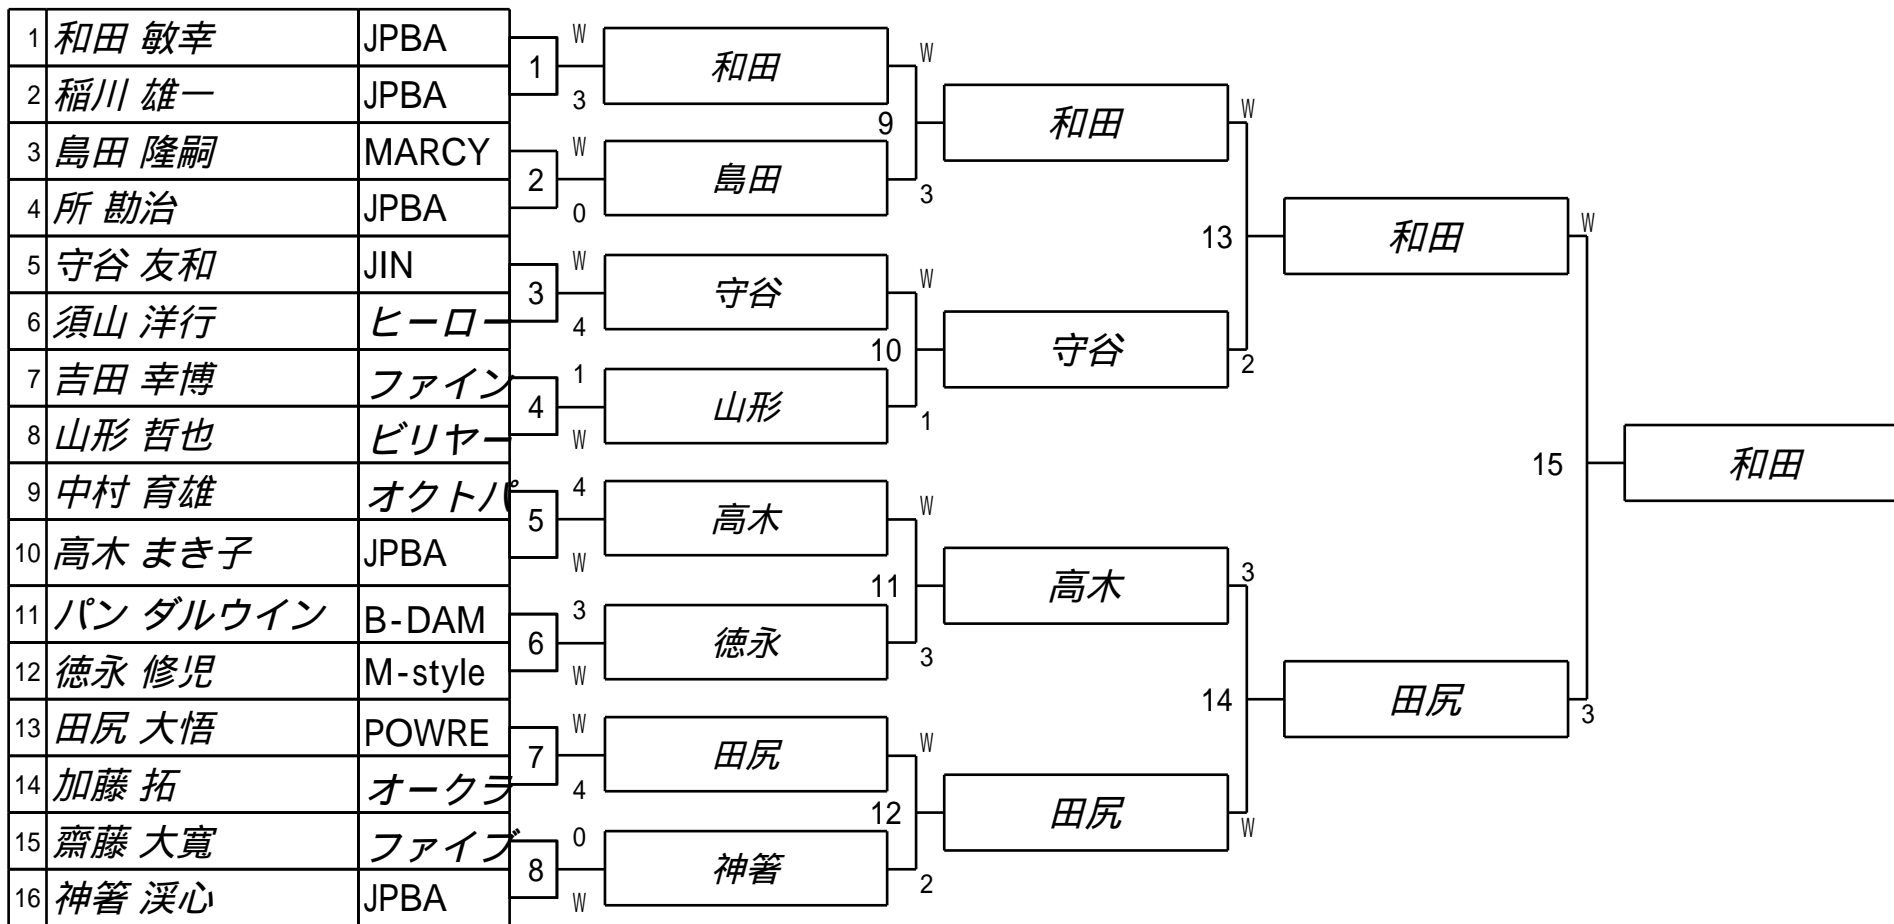 1 和田 敏幸 JPBA
2 稲川 雄一 JPBA
3 島田 隆嗣 MARCY
4 所 勘治 JPBA
5 守谷 友和 JIN
6 須山 洋行 ヒーロー
7 吉田 幸博 ファイン
8 山形 哲也 ビリヤー
9 中村 育雄 オクトパ
10 高木 まき子 JPBA
11 パン ダルウイン B-DAM
12 徳永 修児 M-style
13 田尻 大悟 POWRE
14 加藤 拓 オークラ
15 齋藤 大寛 ファイブ
16 神箸 渓心 JPBA
1 W 3
2 W 0
3 W 4
4 1 W
5 4 W
6 3 W
7 W 4
8 0 W
和田 W
9
島田 3
守谷 W
10
山形 1
高木 W
11
徳永 3
田尻 W
12
神箸 2
和田 W
13
守谷 2
高木 3
14
田尻 W
和田 W
15
田尻 3
和田